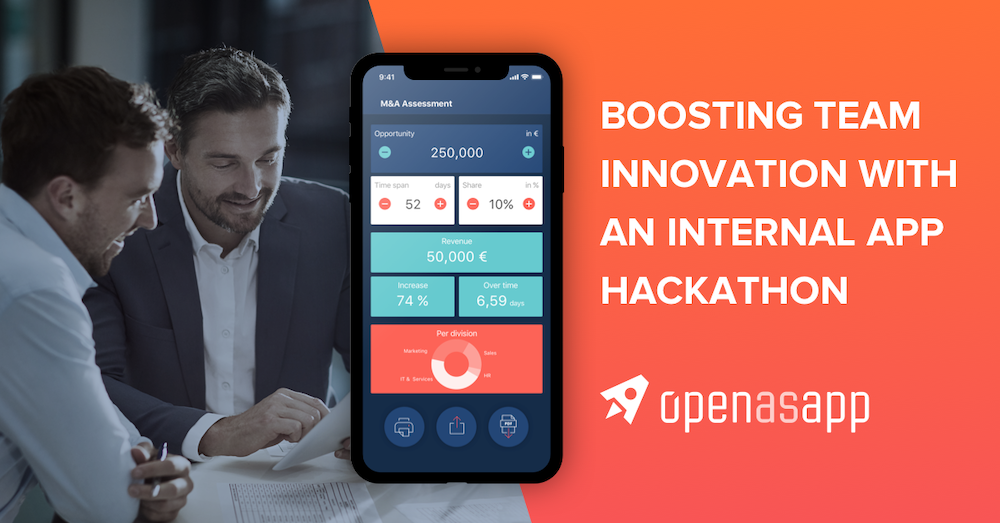 9:41
M&A Assessment
Opportunity in €
250,000
Time span days
52
Share in %
10%
Revenue
50,000 €
Increase
74 %
Over time
6,59 days
Per division
Marketing
Sales
IT & Services
HR
PDF
BOOSTING TEAM
INNOVATION WITH
AN INTERNAL APP
HACKATHON
openasapp